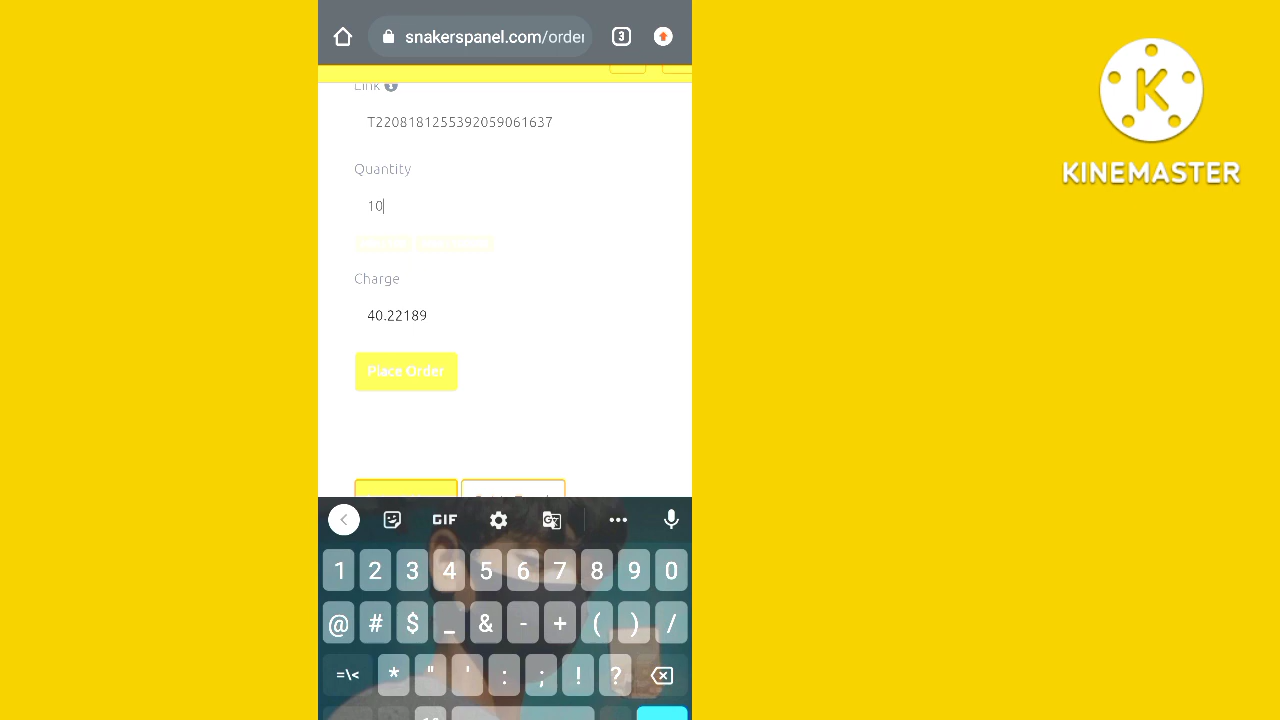 3
snakerspanel.com/order
Link
T2208181255392059061637
Quantity
10
Charge
40.22189
Place Order
GIF
1 2 3 4 5 6 7 8 9 0
@ # $ _ & - + ( ) /
=\< * " ' : ; ! ?
K
KINEMASTER